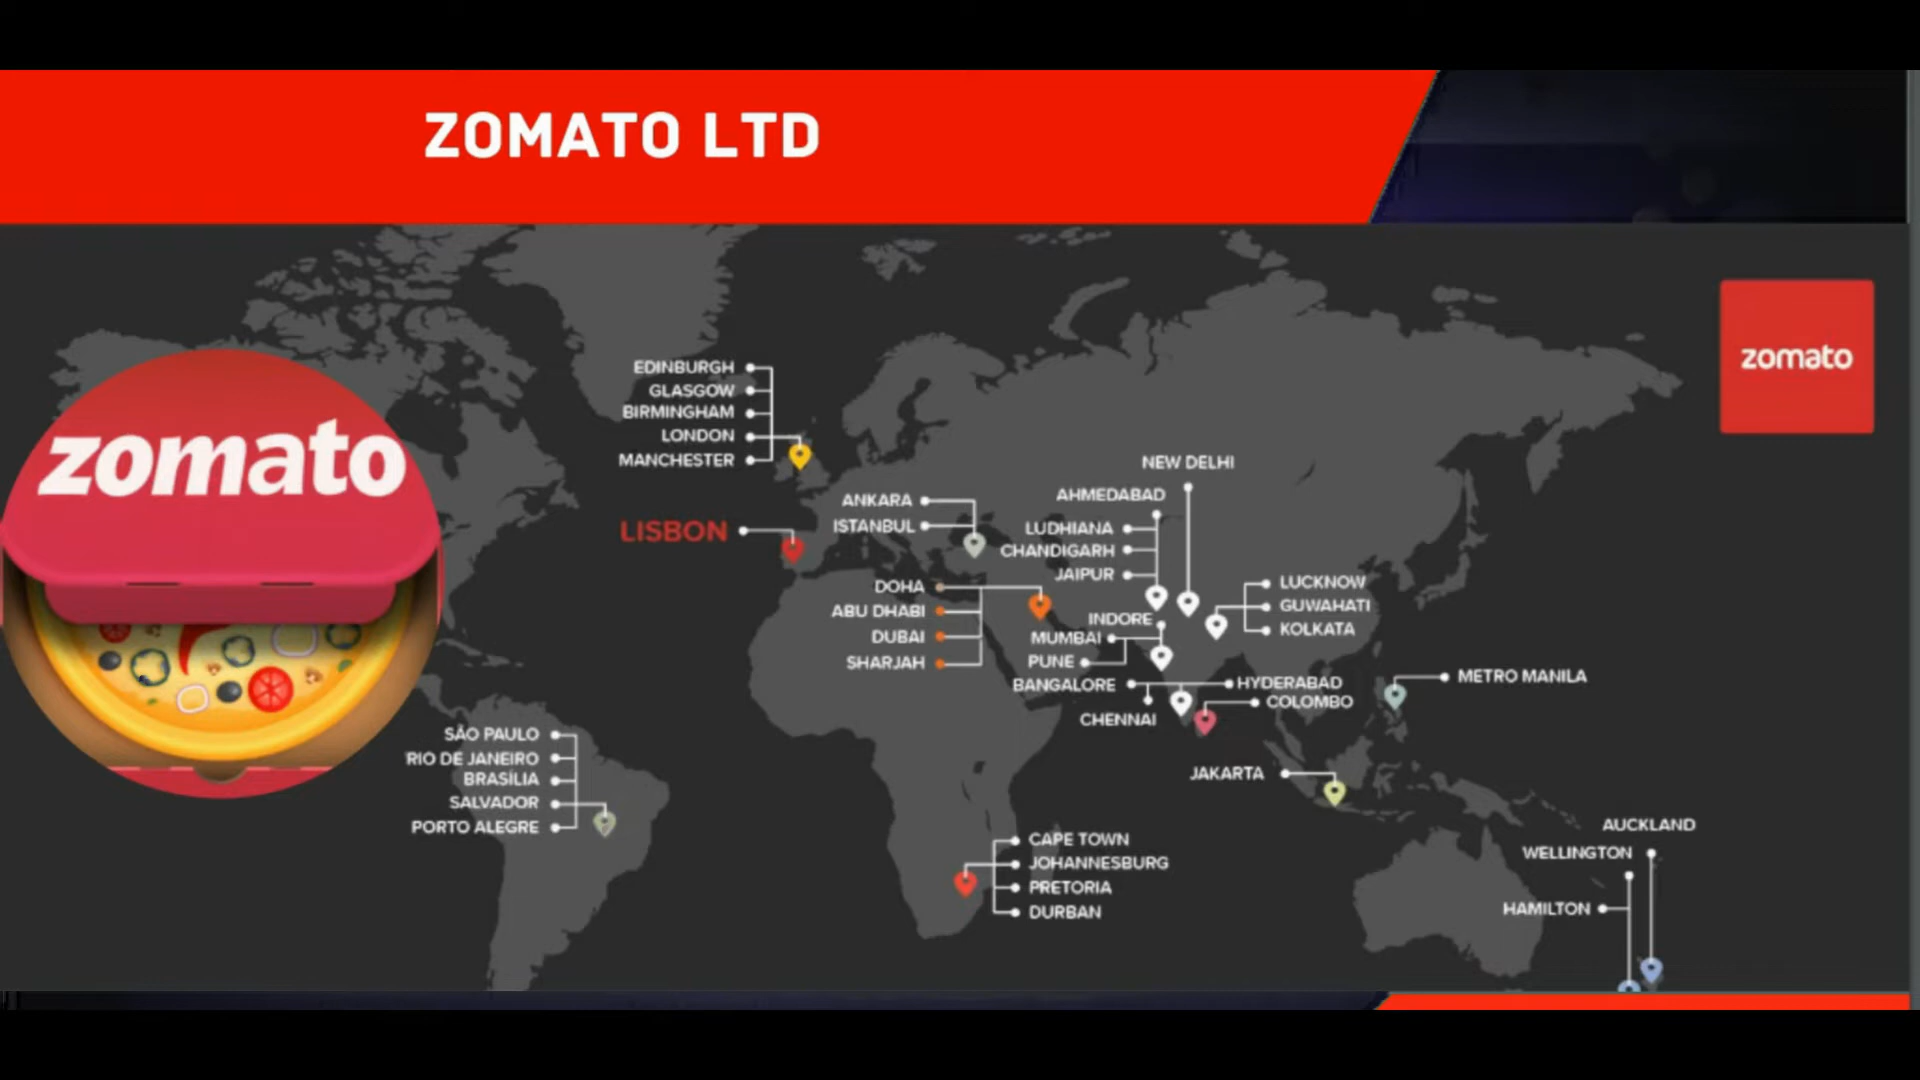 ZOMATO LTD
zomato
zomato
EDINBURGH
GLASGOW
BIRMINGHAM
LONDON
MANCHESTER
LISBON
ANKARA
ISTANBUL
DOHA
ABU DHABI
DUBAI
SHARJAH
NEW DELHI
AHMEDABAD
LUDHIANA
CHANDIGARH
JAIPUR
INDORE
MUMBAI
PUNE
BANGALORE
CHENNAI
LUCKNOW
GUWAHATI
KOLKATA
HYDERABAD
COLOMBO
METRO MANILA
JAKARTA
SÃO PAULO
RIO DE JANEIRO
BRASÍLIA
SALVADOR
PORTO ALEGRE
CAPE TOWN
JOHANNESBURG
PRETORIA
DURBAN
AUCKLAND
WELLINGTON
HAMILTON